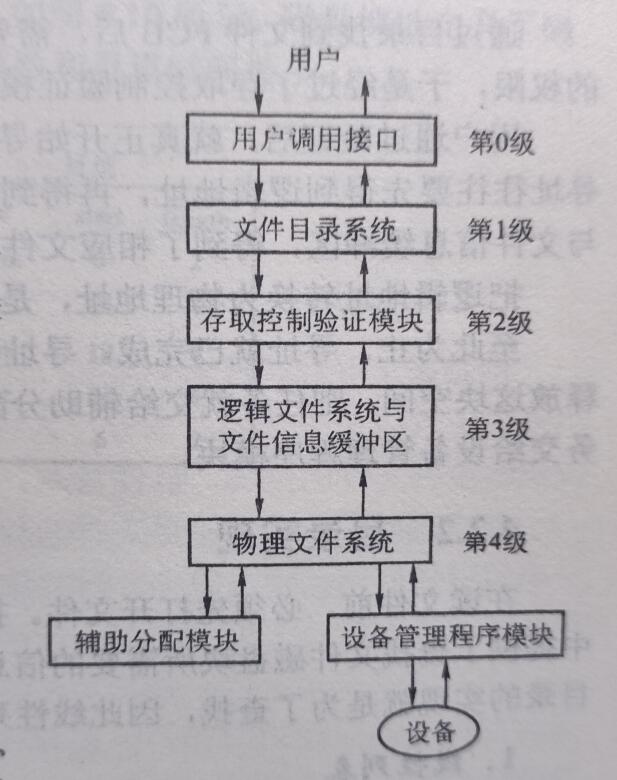 用户
用户调用接口
第0级
文件目录系统
第1级
存取控制验证模块
第2级
逻辑文件系统与
文件信息缓冲区
第3级
物理文件系统
第4级
辅助分配模块
设备管理程序模块
设备